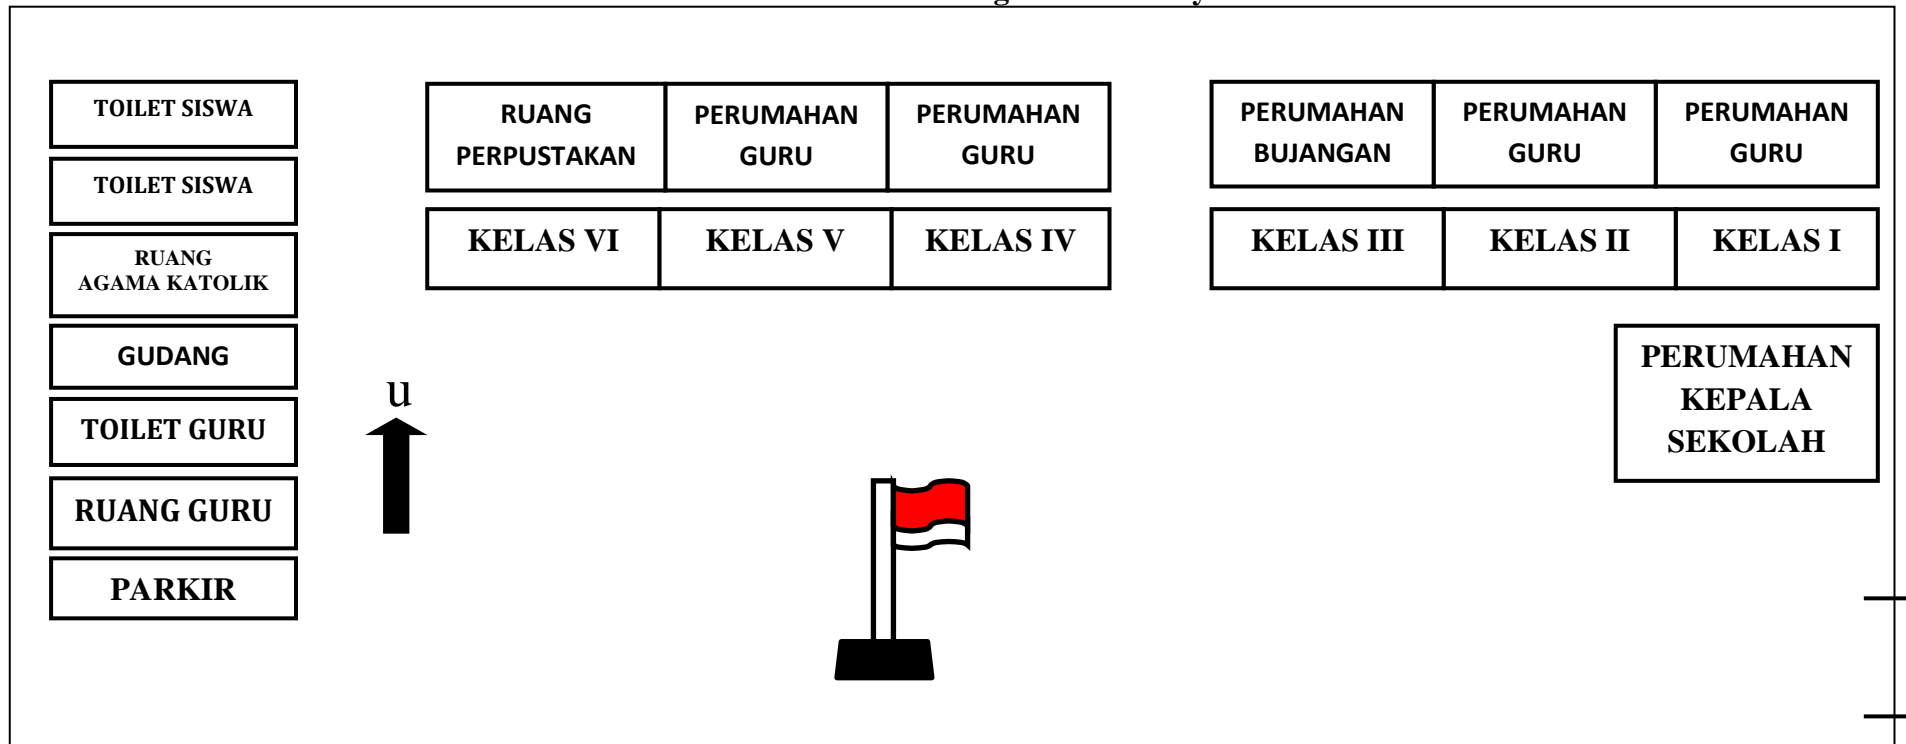 TOILET SISWA
TOILET SISWA
RUANG
AGAMA KATOLIK
GUDANG
TOILET GURU
RUANG GURU
PARKIR
u
RUANG
PERPUSTAKAN
PERUMAHAN
GURU
PERUMAHAN
GURU
PERUMAHAN
BUJANGAN
PERUMAHAN
GURU
PERUMAHAN
GURU
KELAS VI
KELAS V
KELAS IV
KELAS III
KELAS II
KELAS I
PERUMAHAN
KEPALA
SEKOLAH